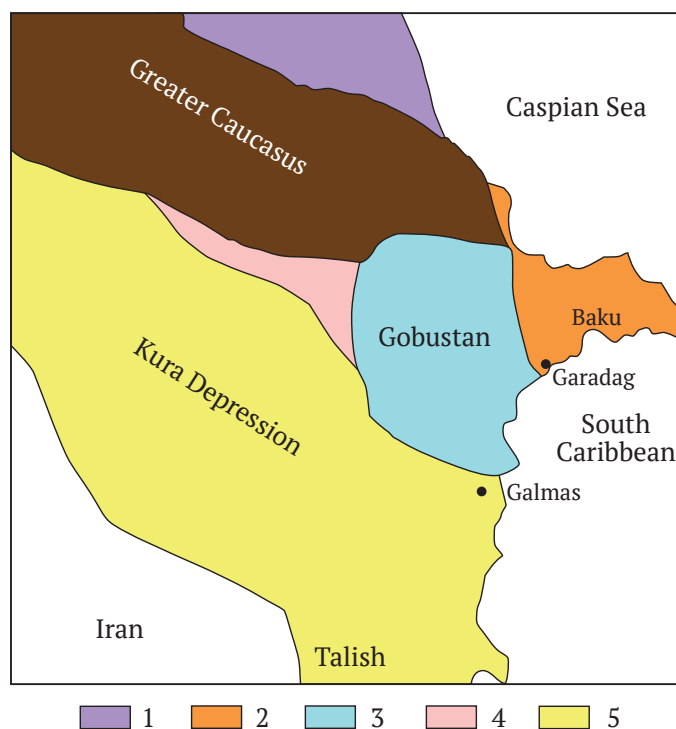 Greater Caucasus
Caspian Sea
Gobustan
Baku
Kura Depression
Garadag
South
Caribbean
Galmas
Iran
Talish
1 2 3 4 5